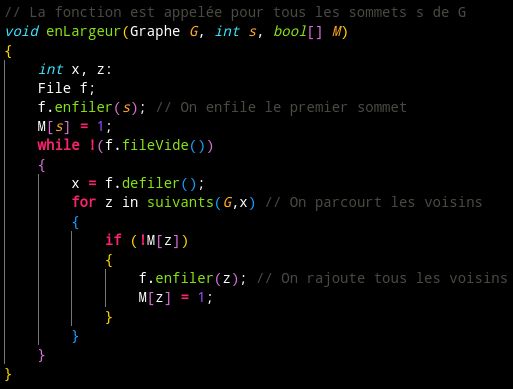 // La fonction est appelée pour tous les sommets s de G
void enLargeur(Graphe G, int s, bool[] M)
{
int x, z:
File f;
f.enfiler(s); // On enfile le premier sommet
M[s] = 1;
while !(f.fileVide())
{
x = f.defiler();
for z in suivants(G,x) // On parcourt les voisins
{
if (!M[z])
{
f.enfiler(z); // On rajoute tous les voisins
M[z] = 1;
}
}
}
}